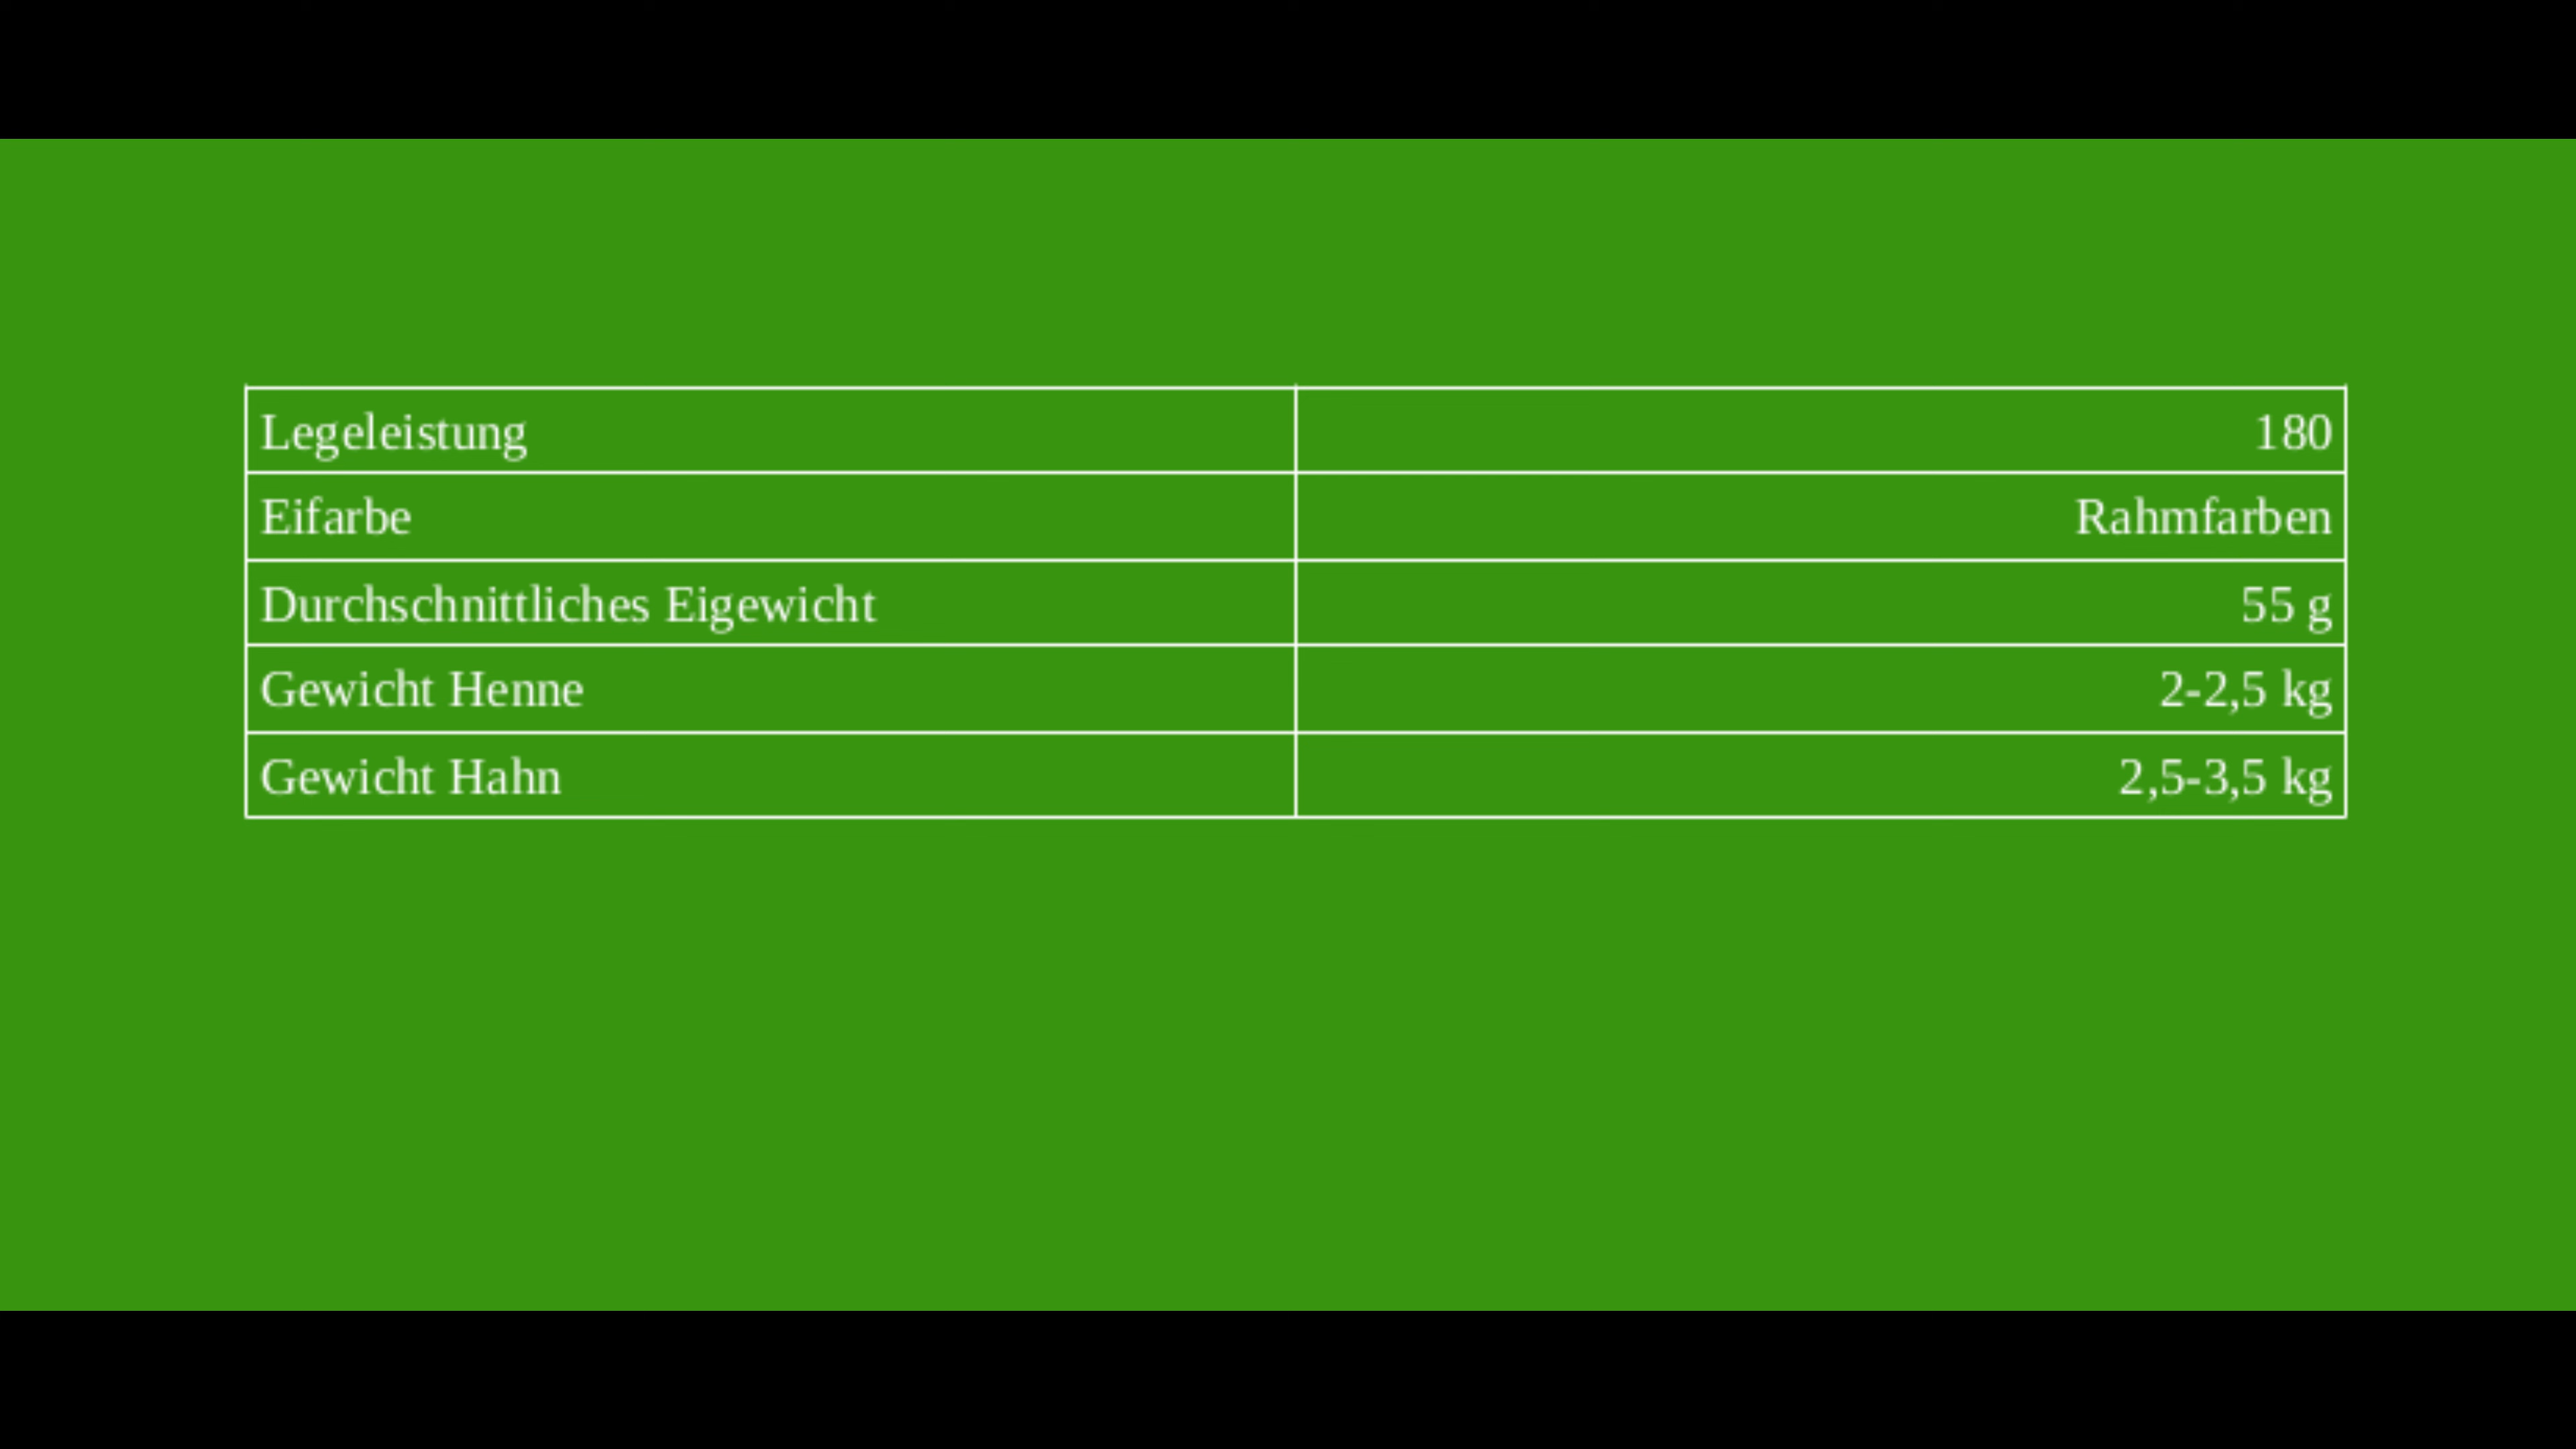 Legeleistung 180
Eifarbe Rahmfarben
Durchschnittliches Eigewicht 55 g
Gewicht Henne 2-2,5 kg
Gewicht Hahn 2,5-3,5 kg